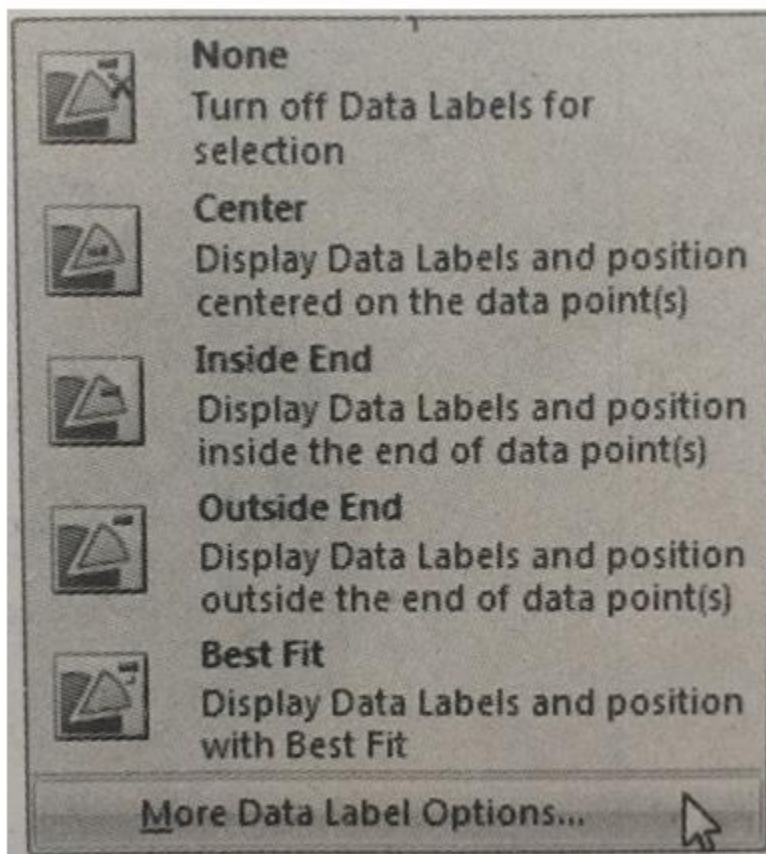 None
Turn off Data Labels for
selection
Center
Display Data Labels and position
centered on the data point(s)
Inside End
Display Data Labels and position
inside the end of data point(s)
Outside End
Display Data Labels and position
outside the end of data point(s)
Best Fit
Display Data Labels and position
with Best Fit
More Data Label Options...